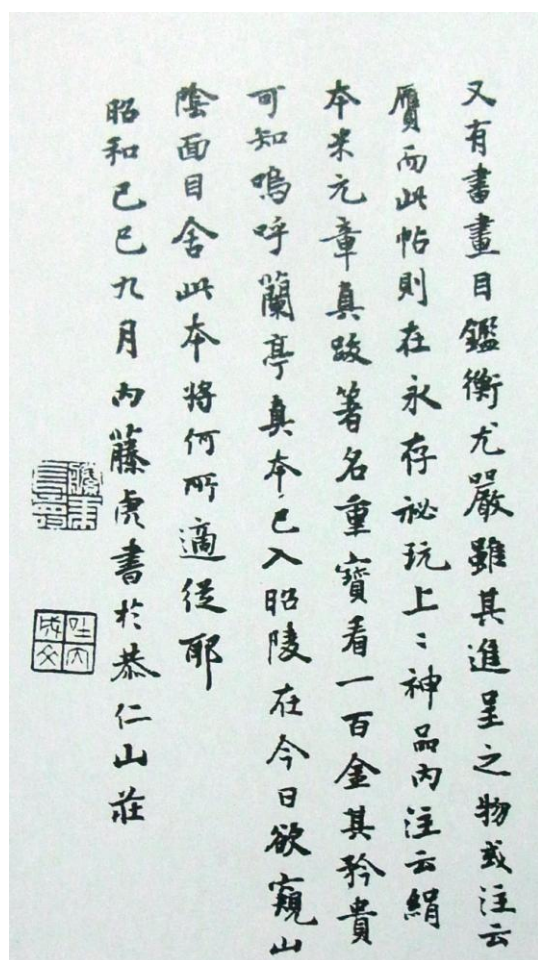 又有書畫目鑑衡尤嚴雖其進呈之物或注云
贗而此帖則在永存祕玩上〻神品內注云絹
本米元章真跋著名重寶看一百金其矜貴
可知嗚呼蘭亭真本已入昭陵在今日欲窺山
陰面目舍此本將何所適從耶
昭和己巳九月內藤虎書於恭仁山莊